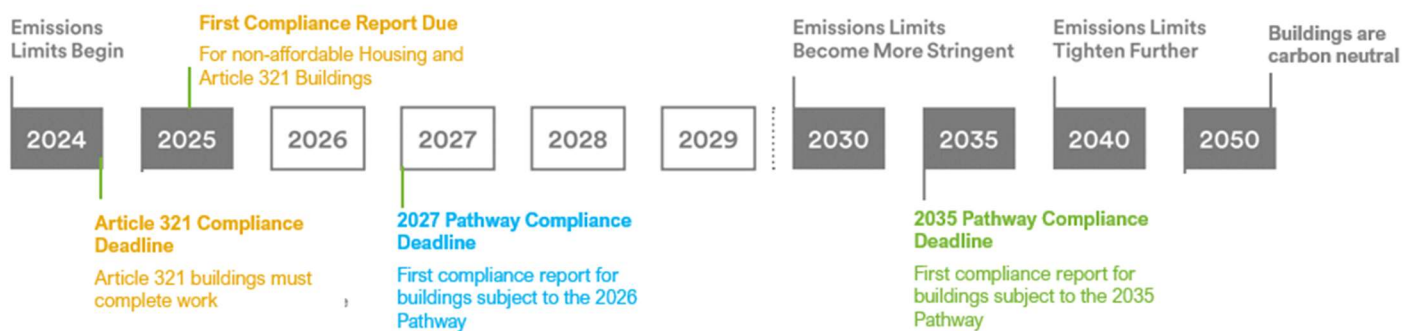 Emissions
Limits Begin
First Compliance Report Due
For non-affordable Housing and
Article 321 Buildings
Emissions Limits
Become More Stringent
Emissions Limits
Tighten Further
Buildings are
carbon neutral
2024
2025
2026
2027
2028
2029
2030
2035
2040
2050
Article 321 Compliance
Deadline
Article 321 buildings must
complete work
2027 Pathway Compliance
Deadline
First compliance report for
buildings subject to the 2026
Pathway
2035 Pathway Compliance
Deadline
First compliance report for
buildings subject to the 2035
Pathway